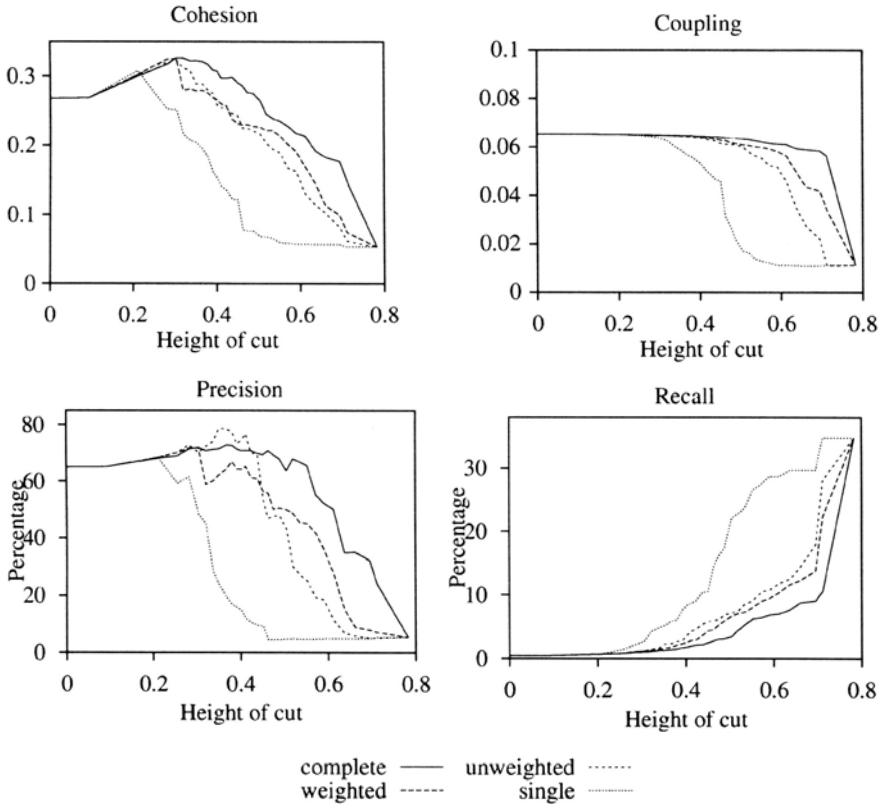 Cohesion
0.3
0.2
0.1
0
0 0.2 0.4 0.6 0.8
Height of cut
Coupling
0.1
0.08
0.06
0.04
0.02
0
0 0.2 0.4 0.6 0.8
Height of cut
Precision
Percentage
80
60
40
20
0
0 0.2 0.4 0.6 0.8
Height of cut
Recall
Percentage
30
20
10
0
0 0.2 0.4 0.6 0.8
Height of cut
complete unweighted
weighted single